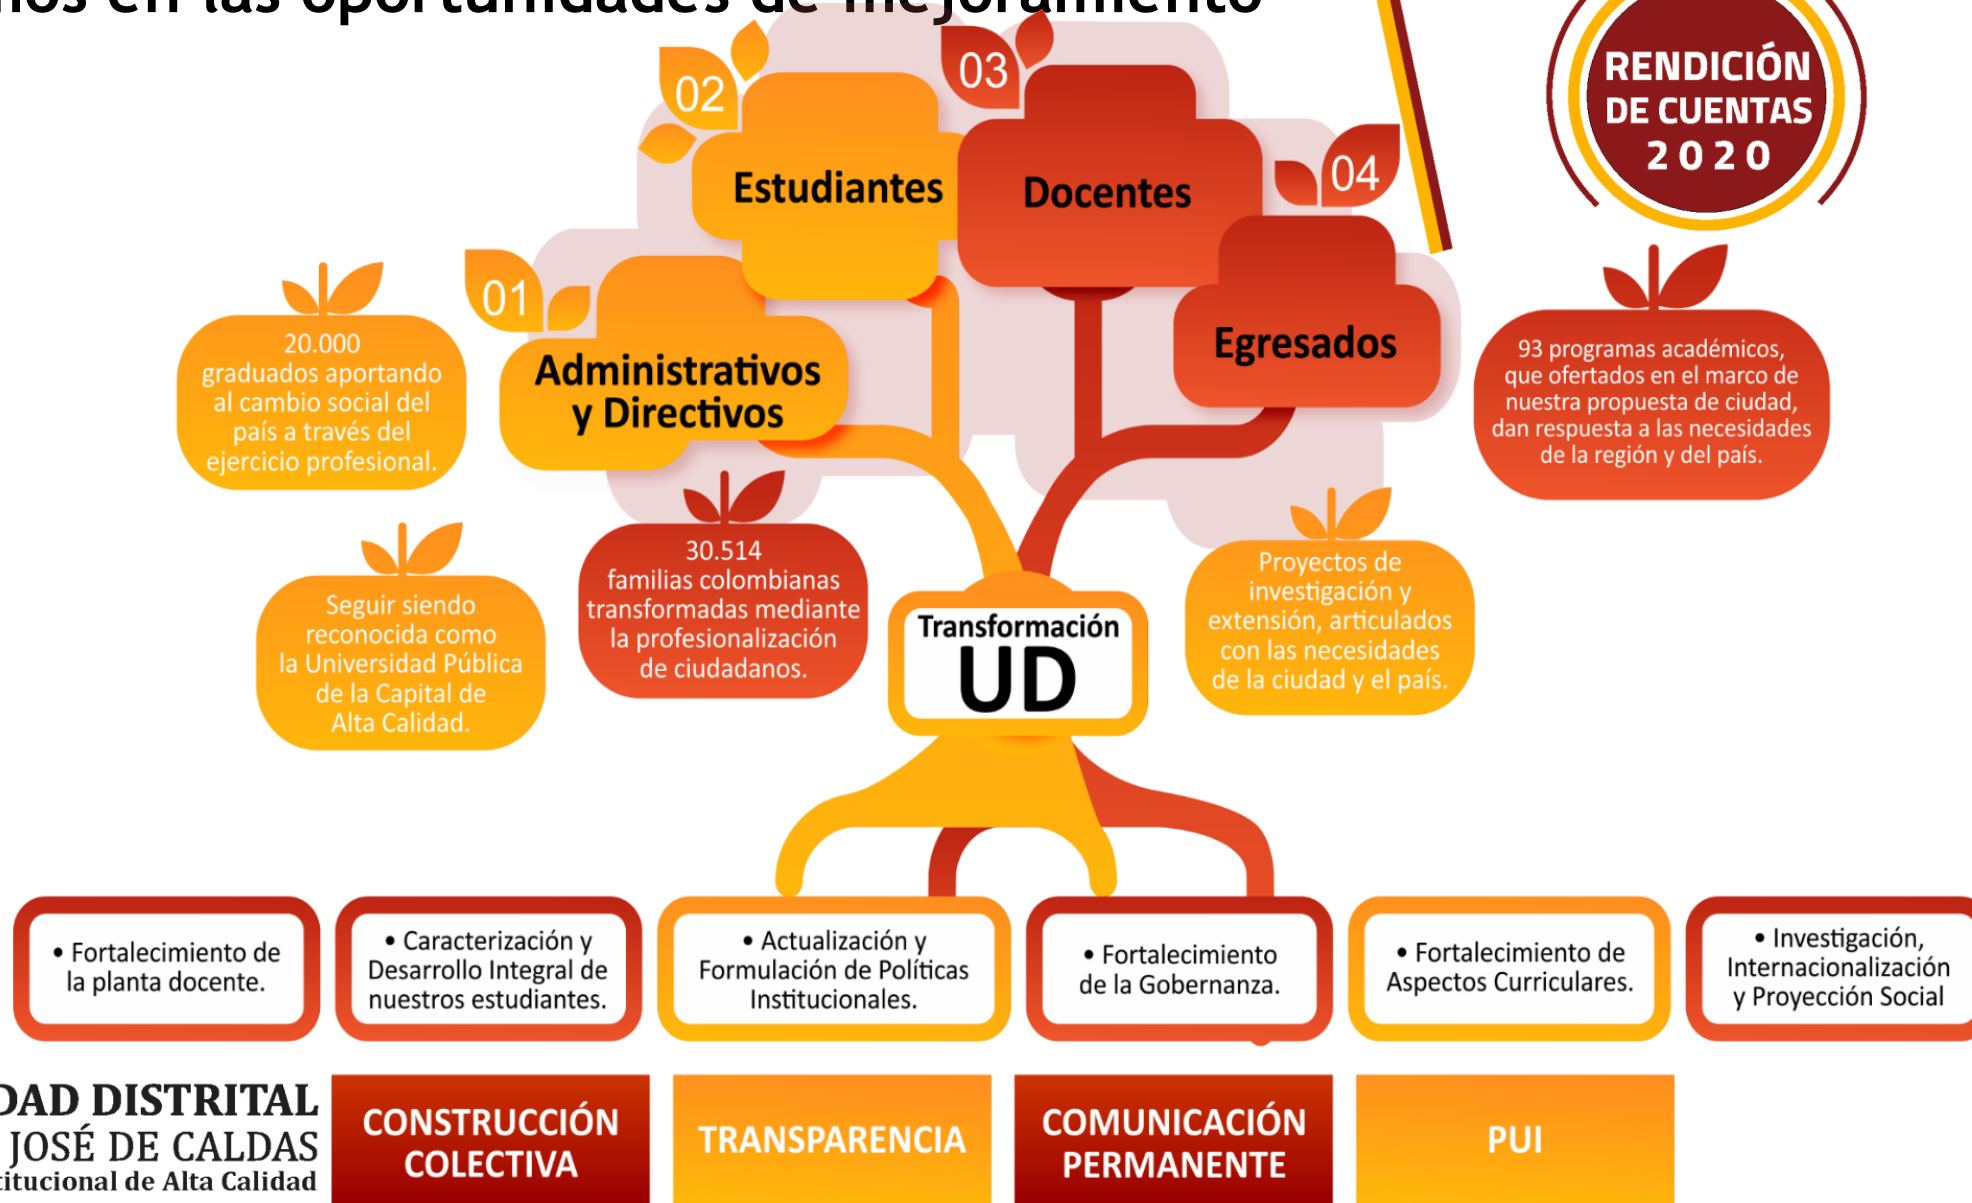 en las oportunidades de mejoramiento
RENDICIÓN
DE CUENTAS
2020
01
02
03
04
Administrativos
y Directivos
Estudiantes
Docentes
Egresados
20.000
graduados aportando
al cambio social del
país a través del
ejercicio profesional.
Seguir siendo
reconocida como
la Universidad Pública
de la Capital de
Alta Calidad.
30.514
familias colombianas
transformadas mediante
la profesionalización
de ciudadanos.
Transformación
UD
Proyectos de
investigación y
extensión, articulados
con las necesidades
de la ciudad y el país.
93 programas académicos,
que ofertados en el marco de
nuestra propuesta de ciudad,
dan respuesta a las necesidades
de la región y del país.
• Fortalecimiento de
la planta docente.
• Caracterización y
Desarrollo Integral de
nuestros estudiantes.
• Actualización y
Formulación de Políticas
Institucionales.
• Fortalecimiento
de la Gobernanza.
• Fortalecimiento de
Aspectos Curriculares.
• Investigación,
Internacionalización
y Proyección Social
DAD DISTRITAL
JOSÉ DE CALDAS
titucional de Alta Calidad
CONSTRUCCIÓN
COLECTIVA
TRANSPARENCIA
COMUNICACIÓN
PERMANENTE
PUI